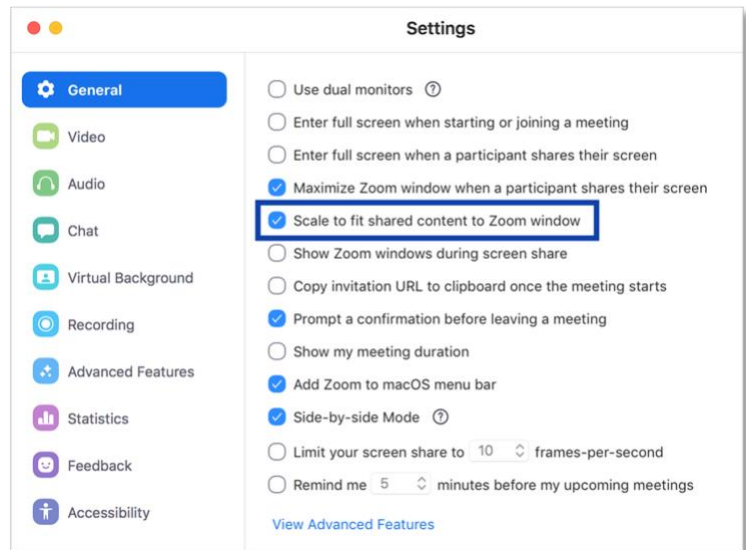 Settings
General
Video
Audio
Chat
Virtual Background
Recording
Advanced Features
Statistics
Feedback
Accessibility
Use dual monitors ?
Enter full screen when starting or joining a meeting
Enter full screen when a participant shares their screen
Maximize Zoom window when a participant shares their screen
Scale to fit shared content to Zoom window
Show Zoom windows during screen share
Copy invitation URL to clipboard once the meeting starts
Prompt a confirmation before leaving a meeting
Show my meeting duration
Add Zoom to macOS menu bar
Side-by-side Mode ?
Limit your screen share to 10 frames-per-second
Remind me 5 minutes before my upcoming meetings
View Advanced Features